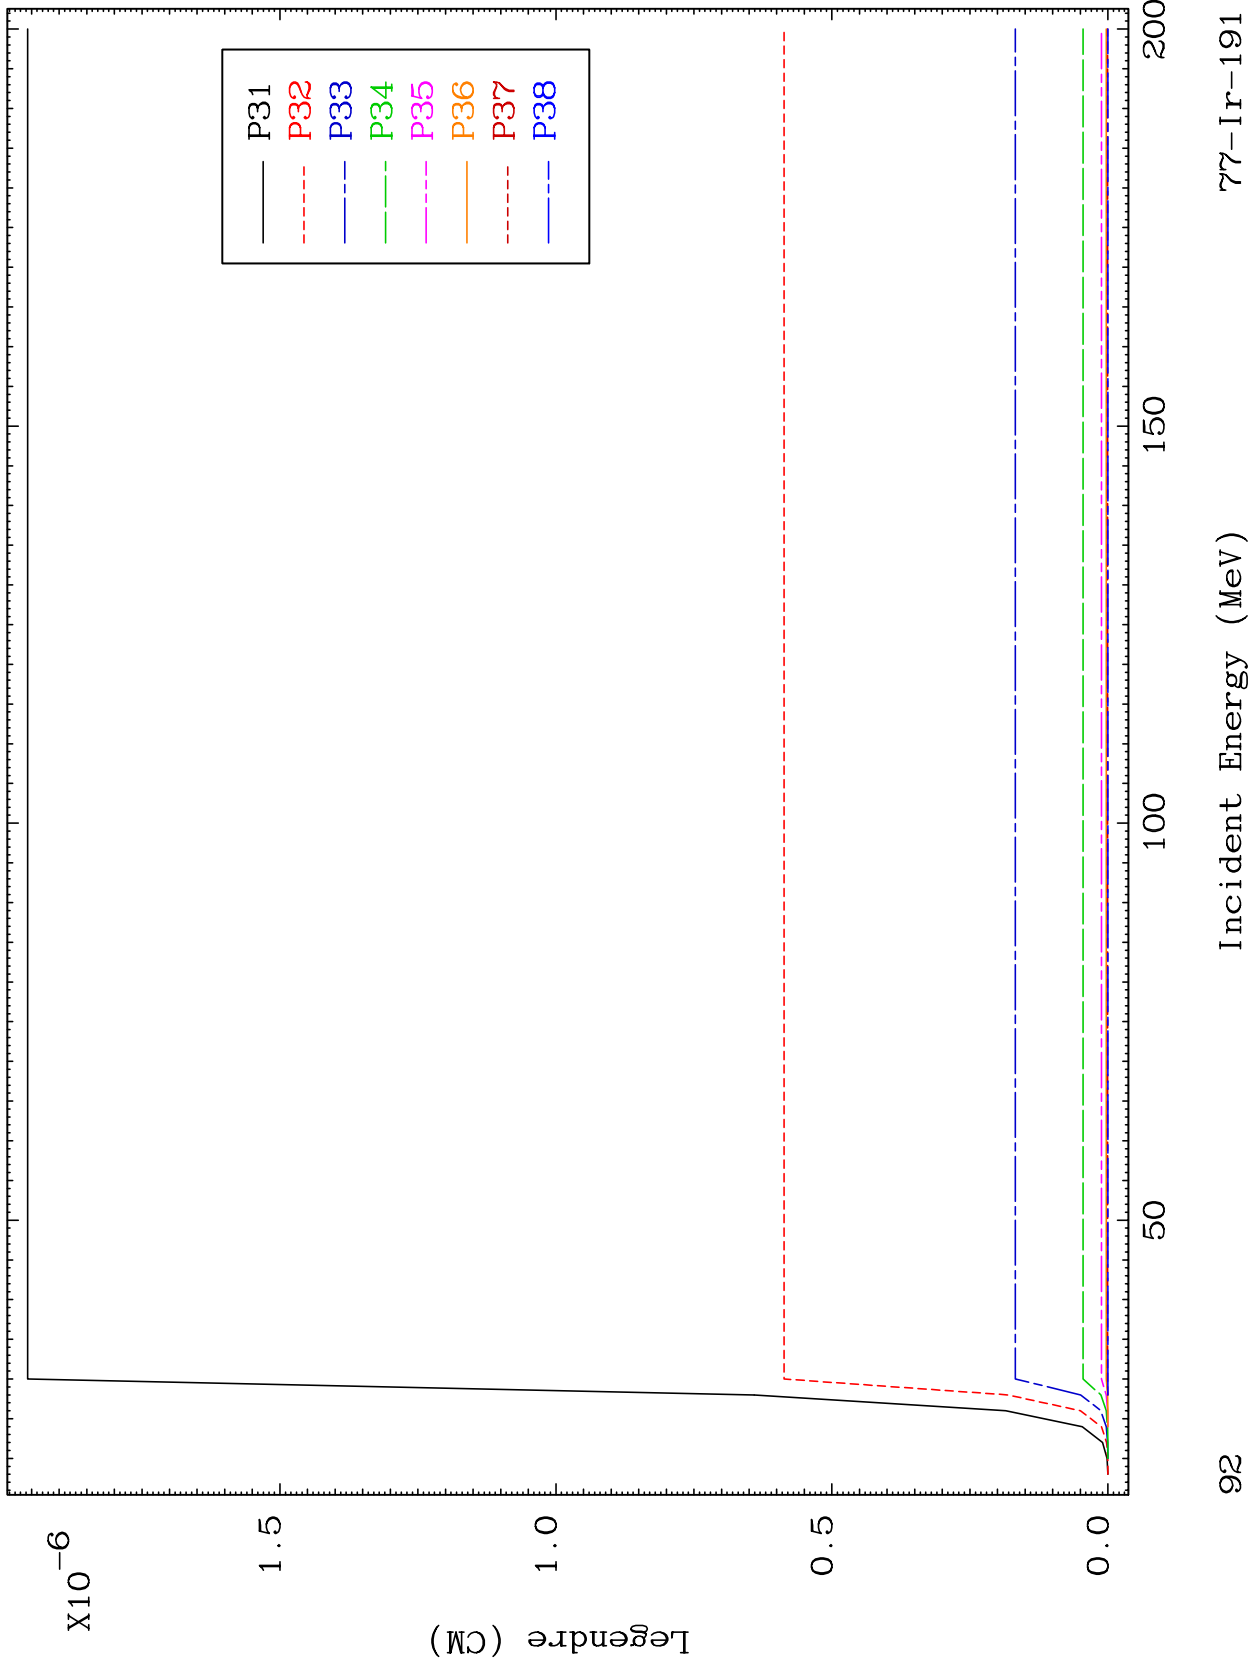 X10-6
1.5
1.0
0.5
0.0
Legendre (CM)
P31
P32
P33
P34
P35
P36
P37
P38
50
100
150
200
92
Incident Energy (MeV)
77-Ir-191